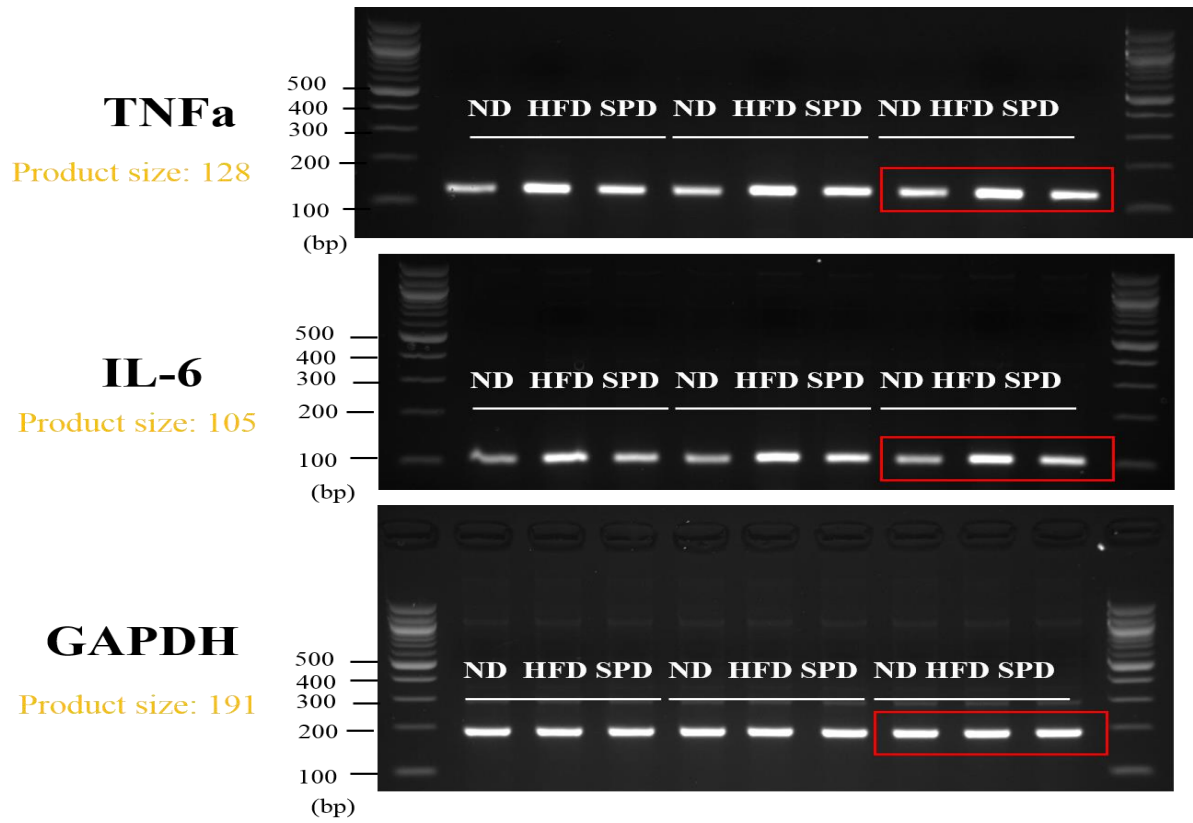 TNFa
Product size: 128
500
400
300
200
100
(bp)
ND HFD SPD ND HFD SPD ND HFD SPD
IL-6
Product size: 105
500
400
300
200
100
(bp)
ND HFD SPD ND HFD SPD ND HFD SPD
GAPDH
Product size: 191
500
400
300
200
100
(bp)
ND HFD SPD ND HFD SPD ND HFD SPD